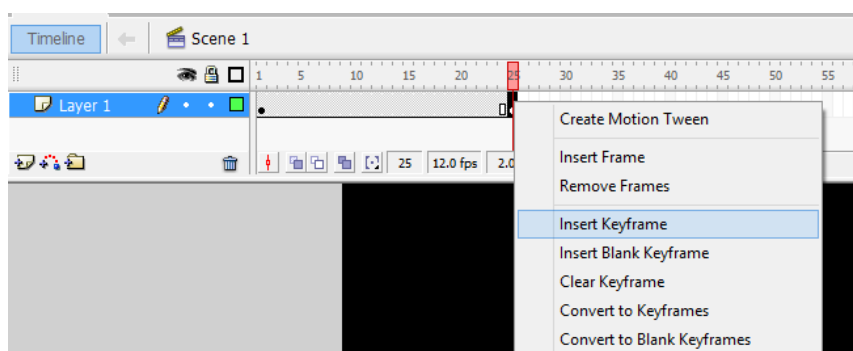 Timeline Scene 1
1 5 10 15 20 25 30 35 40 45 50 55
Layer 1
Create Motion Tween
Insert Frame
25 12.0 fps 2.0
Remove Frames
Insert Keyframe
Insert Blank Keyframe
Clear Keyframe
Convert to Keyframes
Convert to Blank Keyframes